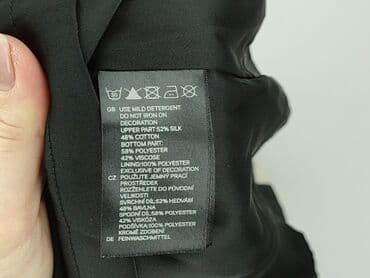 30
GB USE MILD DETERGENT
DO NOT IRON ON
DECORATION
UPPER PART:52% SILK
48% COTTON
BOTTOM PART:
58% POLYESTER
42% VISCOSE
LINING:100% POLYESTER
EXCLUSIVE OF DECORATION
CZ POUŽIJTE JEMNÝ PRACÍ
PROSTŘEDEK
ROZŽEHLETE DO PŮVODNÍ
VELIKOSTI
SVRCHNÍ DÍL:52% HEDVÁB
48% BAVLNA
SPODNÍ DÍL:58% POLYESTER
42% VISKÓZA
PODŠÍVKA:100% POLYESTER
KROMĚ ZDOBENÍ
DE FEINWASCHMITTEL